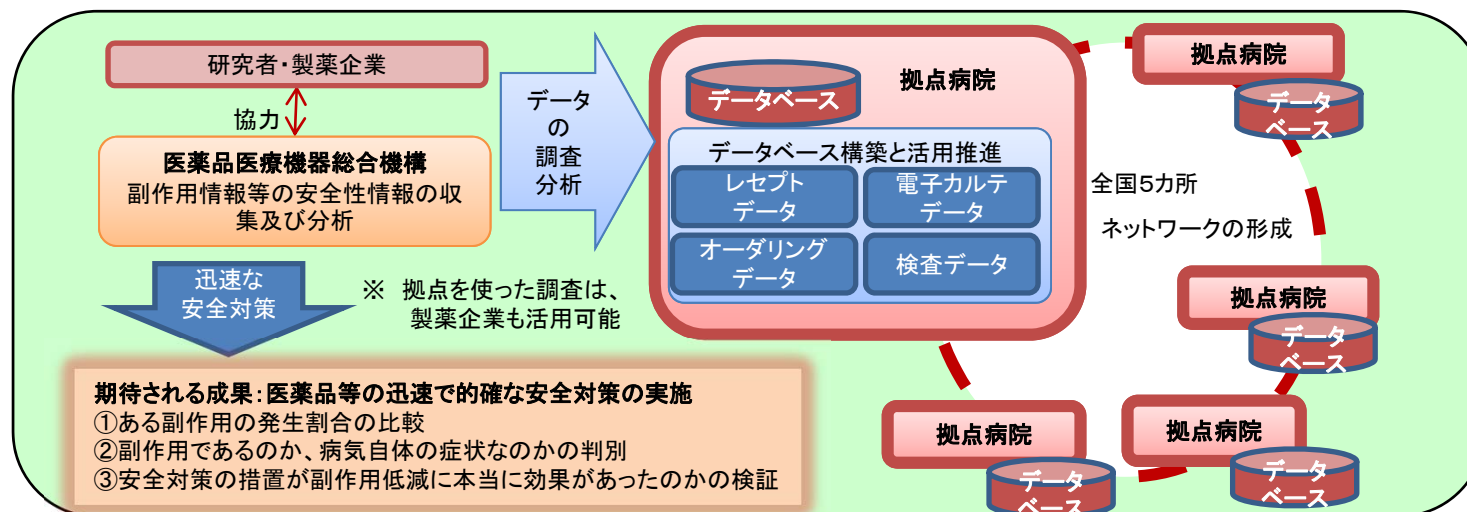 研究者・製薬企業
協力
医薬品医療機器総合機構
副作用情報等の安全性情報の収
集及び分析
迅速な
安全対策
※　拠点を使った調査は、
製薬企業も活用可能
期待される成果：医薬品等の迅速で的確な安全対策の実施
①ある副作用の発生割合の比較
②副作用であるのか、病気自体の症状なのかの判別
③安全対策の措置が副作用低減に本当に効果があったのかの検証
データ
の
調査
分析
拠点病院
データベース
データベース構築と活用推進
レセプト
データ
電子カルテ
データ
オーダリング
データ
検査データ
全国５カ所
ネットワークの形成
拠点病院
データ
ベース
拠点病院
データ
ベース
拠点病院
データ
ベース
拠点病院
データ
ベース